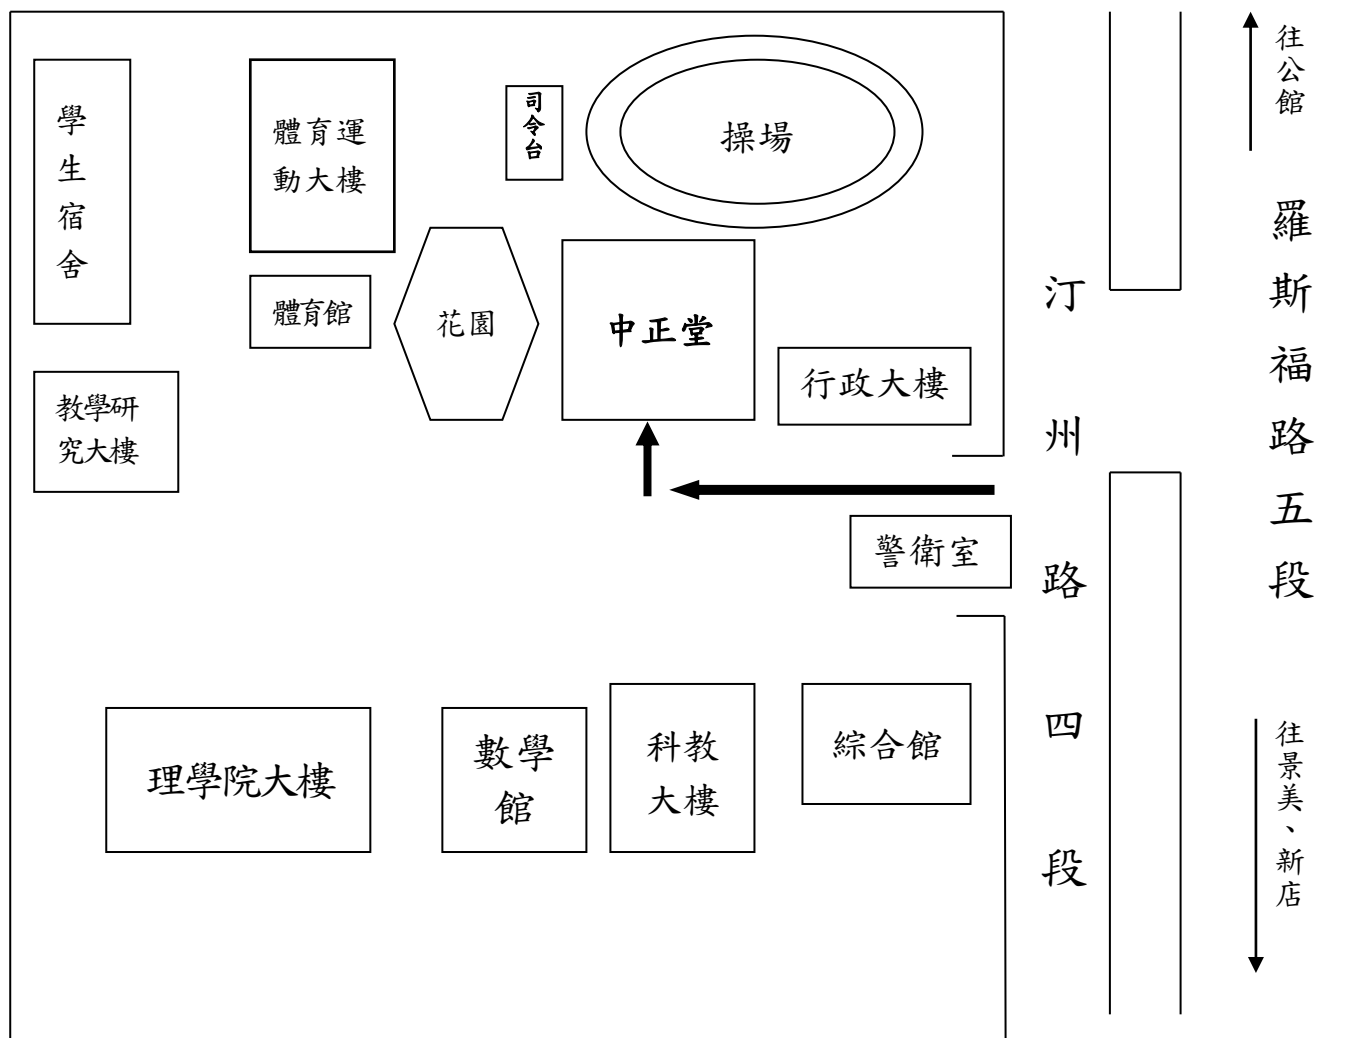 學生宿舍
體育運
動大樓
司令台
操場
往公館
體育館
花園
中正堂
行政大樓
教學研
究大樓
警衛室
汀州路四段
羅斯福路五段
理學院大樓
數學
館
科教
大樓
綜合館
往景美、新店